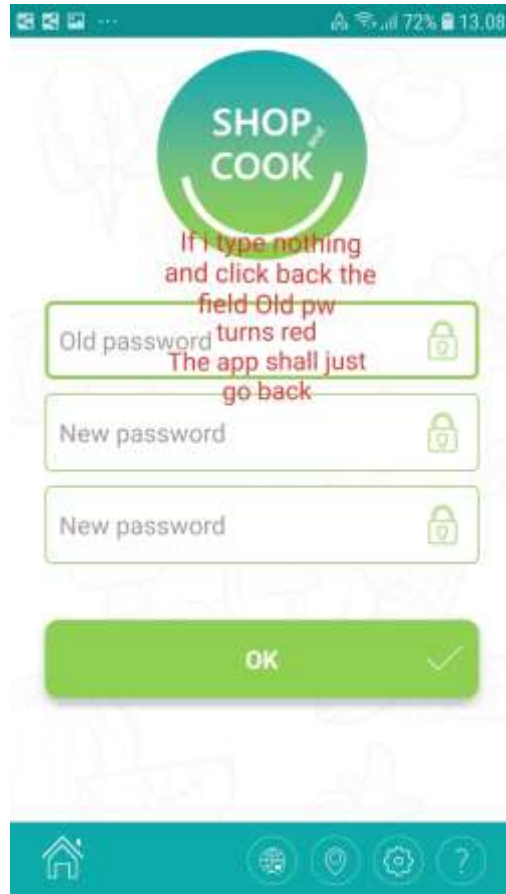 72% 13.08
SHOP
and
COOK
If i type nothing
and click back the
field Old pw
turns red
The app shall just
go back
Old password
New password
New password
OK
?